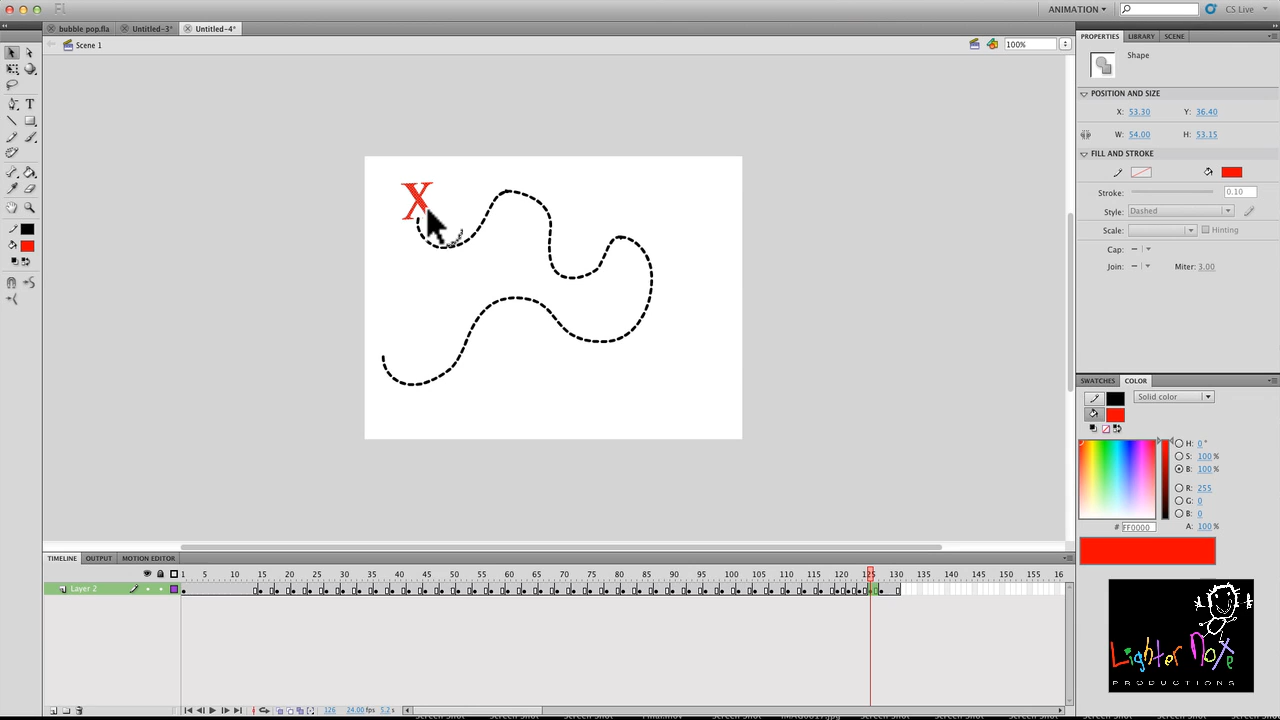 Fl
ANIMATION
CS Live
bubble pop.fla
Untitled-3*
Untitled-4*
Scene 1
100%
PROPERTIES
LIBRARY
SCENE
Shape
POSITION AND SIZE
X: 53.30
Y: 36.40
W: 54.00
H: 53.15
FILL AND STROKE
Stroke:
0.10
Style:
Dashed
Scale:
Hinting
Cap:
Join:
Miter: 3.00
X
SWATCHES
COLOR
Solid color
H: 0 °
S: 100 %
B: 100 %
R: 255
G: 0
B: 0
# FF0000
A: 100 %
TIMELINE
OUTPUT
MOTION EDITOR
1 5 10 15 20 25 30 35 40 45 50 55 60 65 70 75 80 85 90 95 100 105 110 115 120 125 130 135 140 145 150 155 16
Layer 2
Lighter Noxe
PRODUCTIONS
126 24.00 fps 5.2 s